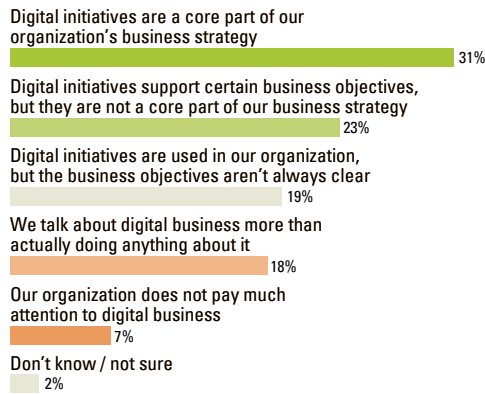 Digital initiatives are a core part of our
organization's business strategy
31%
Digital initiatives support certain business objectives,
but they are not a core part of our business strategy
23%
Digital initiatives are used in our organization,
but the business objectives aren't always clear
19%
We talk about digital business more than
actually doing anything about it
18%
Our organization does not pay much
attention to digital business
7%
Don't know / not sure
2%